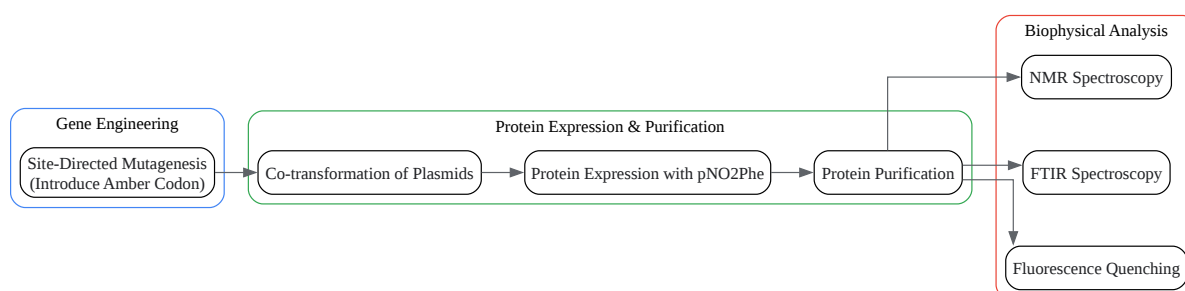 Gene Engineering
Site-Directed Mutagenesis
(Introduce Amber Codon)
Protein Expression & Purification
Co-transformation of Plasmids
Protein Expression with pNO2Phe
Protein Purification
Biophysical Analysis
NMR Spectroscopy
FTIR Spectroscopy
Fluorescence Quenching